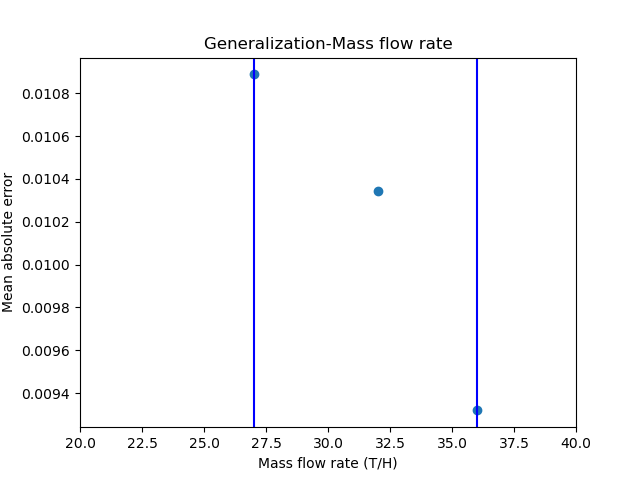 Generalization-Mass flow rate
0.0108
0.0106
0.0104
0.0102
0.0100
0.0098
0.0096
0.0094
Mean absolute error
20.0 22.5 25.0 27.5 30.0 32.5 35.0 37.5 40.0
Mass flow rate (T/H)